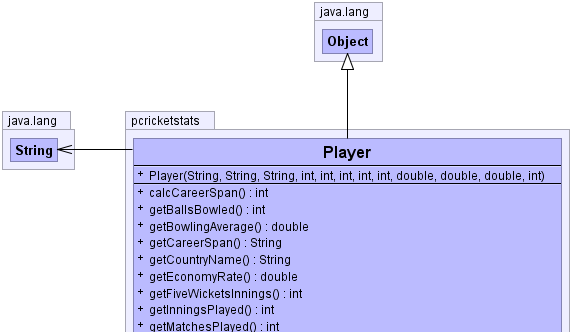 java.lang
Object
java.lang
String
pcricketstats
Player
+ Player(String, String, String, int, int, int, int, int, double, double, double, int)
+ calcCareerSpan() : int
+ getBallsBowled() : int
+ getBowlingAverage() : double
+ getCareerSpan() : String
+ getCountryName() : String
+ getEconomyRate() : double
+ getFiveWicketsInnings() : int
+ getInningsPlayed() : int
+ getMatchesPlayed() : int